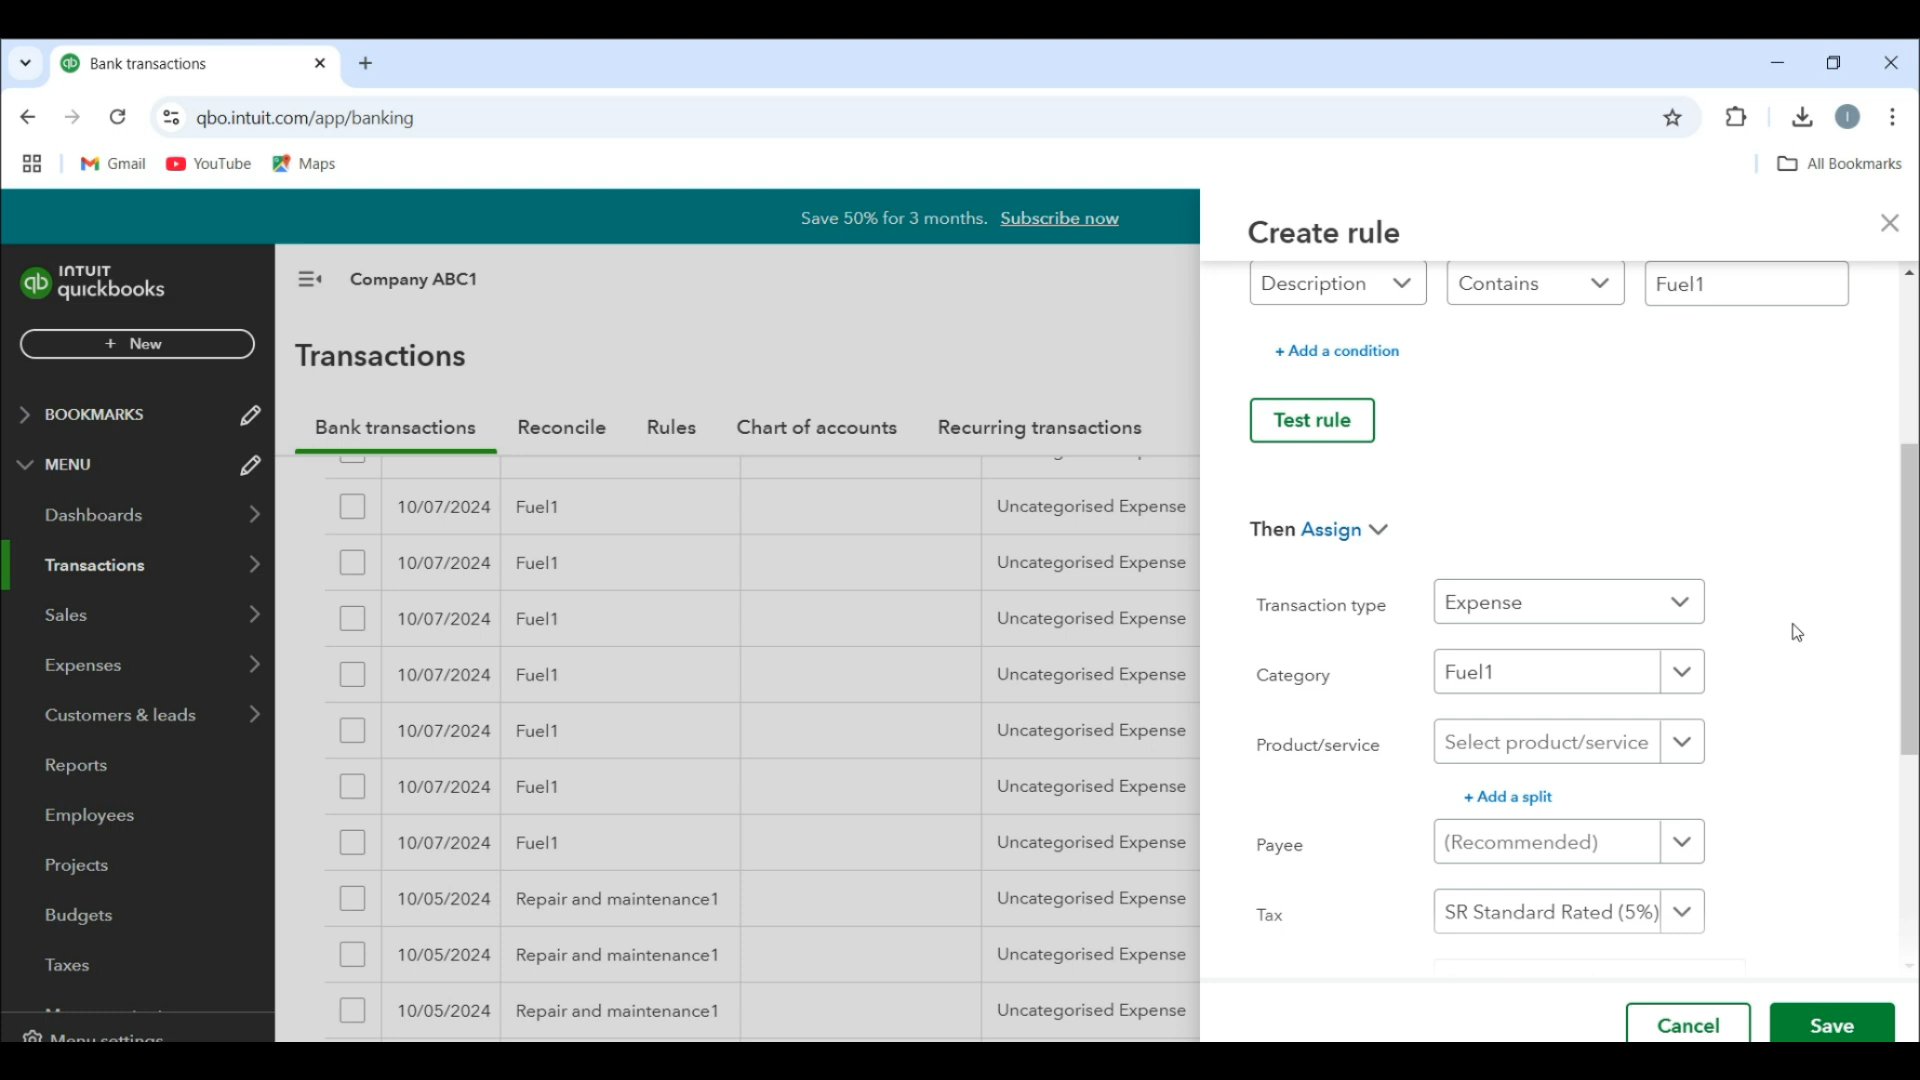 Bank transactions
qbo.intuit.com/app/banking
Gmail
YouTube
Maps
All Bookmarks
Save 50% for 3 months. Subscribe now
INTUIT
quickbooks
+ New
BOOKMARKS
MENU
Dashboards
Transactions
Sales
Expenses
Customers & leads
Reports
Employees
Projects
Budgets
Taxes
Menu settings
Company ABC1
Transactions
Bank transactions Reconcile Rules Chart of accounts Recurring transactions
10/07/2024 Fuel1 Uncategorised Expense
10/07/2024 Fuel1 Uncategorised Expense
10/07/2024 Fuel1 Uncategorised Expense
10/07/2024 Fuel1 Uncategorised Expense
10/07/2024 Fuel1 Uncategorised Expense
10/07/2024 Fuel1 Uncategorised Expense
10/07/2024 Fuel1 Uncategorised Expense
10/05/2024 Repair and maintenance1 Uncategorised Expense
10/05/2024 Repair and maintenance1 Uncategorised Expense
10/05/2024 Repair and maintenance1 Uncategorised Expense
Create rule
Description Contains Fuel1
+ Add a condition
Test rule
Then Assign
Transaction type Expense
Category Fuel1
Product/service Select product/service
+ Add a split
Payee (Recommended)
Tax SR Standard Rated (5%)
Cancel Save